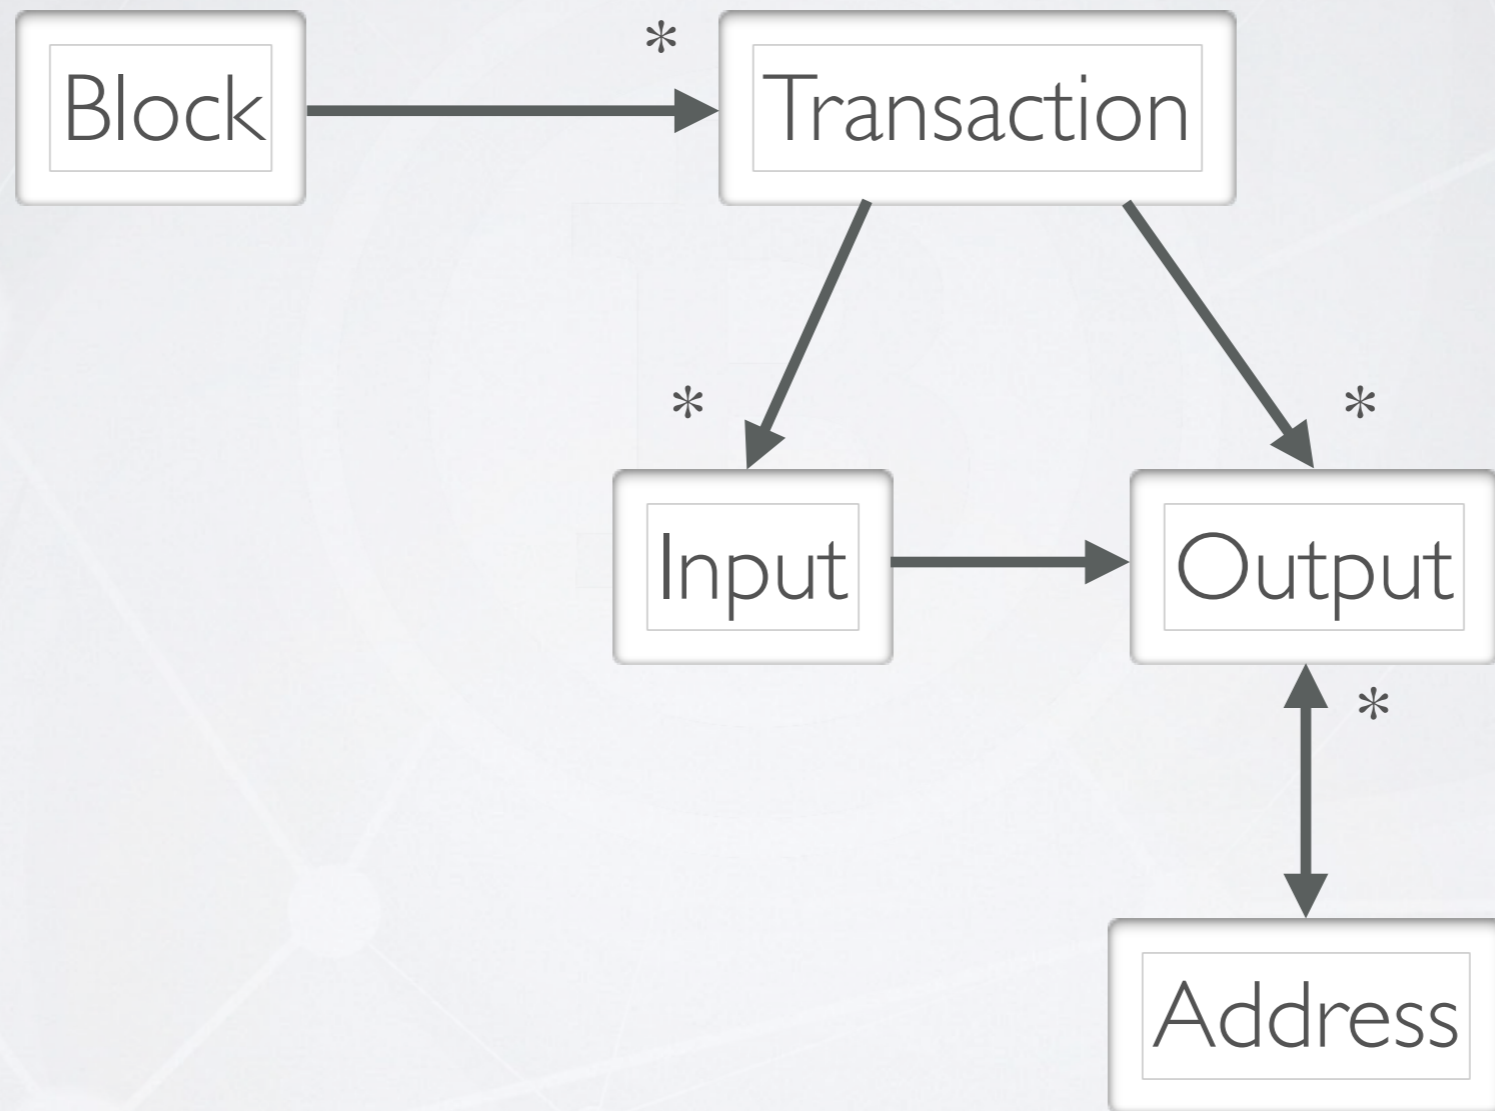 Block
*
Transaction
*
*
Input
Output
*
Address